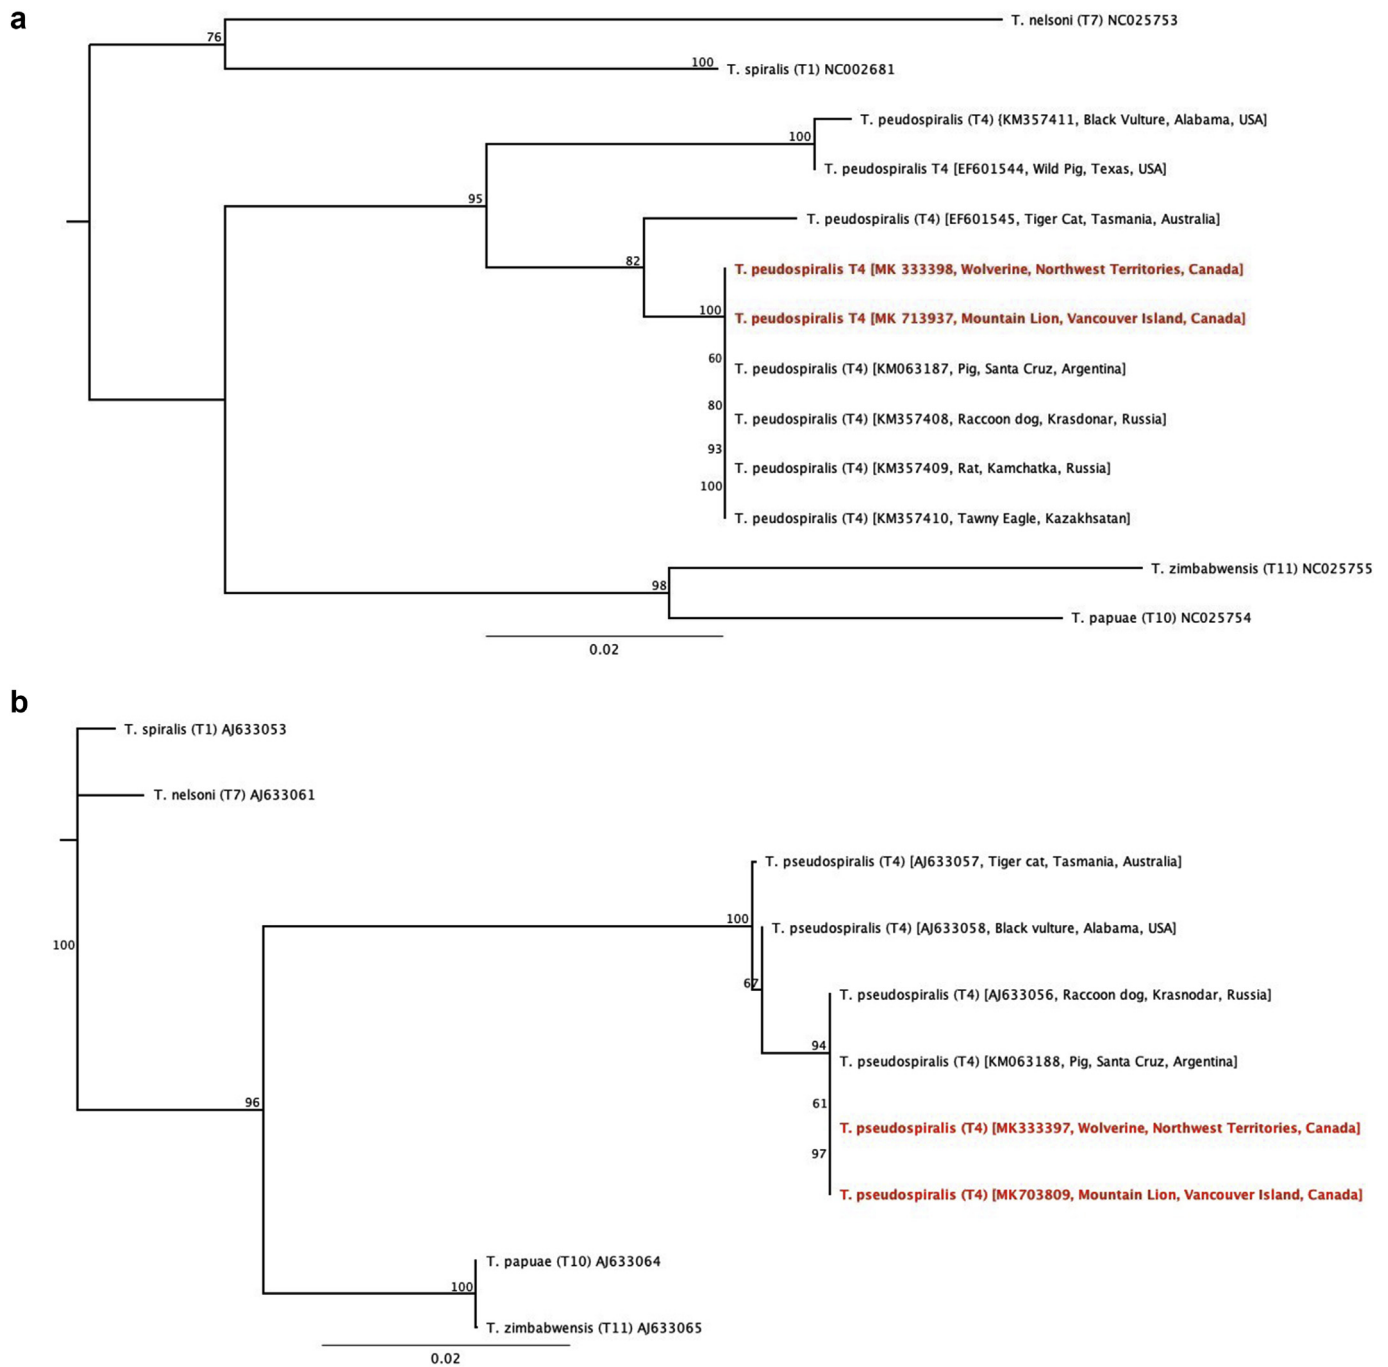 a
T. nelsoni (T7) NC025753
76
100
T. spiralis (T1) NC002681
T. peudospiralis (T4) {KM357411, Black Vulture, Alabama, USA]
100
T. peudospiralis T4 [EF601544, Wild Pig, Texas, USA]
95
T. peudospiralis (T4) [EF601545, Tiger Cat, Tasmania, Australia]
82
T. peudospiralis T4 [MK 333398, Wolverine, Northwest Territories, Canada]
100
T. peudospiralis T4 [MK 713937, Mountain Lion, Vancouver Island, Canada]
60
T. peudospiralis (T4) [KM063187, Pig, Santa Cruz, Argentina]
80
T. peudospiralis (T4) [KM357408, Raccoon dog, Krasdonar, Russia]
93
T. peudospiralis (T4) [KM357409, Rat, Kamchatka, Russia]
100
T. peudospiralis (T4) [KM357410, Tawny Eagle, Kazakhsatan]
T. zimbabwensis (T11) NC025755
98
T. papuae (T10) NC025754
0.02
b
T. spiralis (T1) AJ633053
T. nelsoni (T7) AJ633061
T. pseudospiralis (T4) [AJ633057, Tiger cat, Tasmania, Australia]
100
T. pseudospiralis (T4) [AJ633058, Black vulture, Alabama, USA]
100
67
T. pseudospiralis (T4) [AJ633056, Raccoon dog, Krasnodar, Russia]
94
T. pseudospiralis (T4) [KM063188, Pig, Santa Cruz, Argentina]
96
61
T. pseudospiralis (T4) [MK333397, Wolverine, Northwest Territories, Canada]
97
T. pseudospiralis (T4) [MK703809, Mountain Lion, Vancouver Island, Canada]
T. papuae (T10) AJ633064
100
T. zimbabwensis (T11) AJ633065
0.02